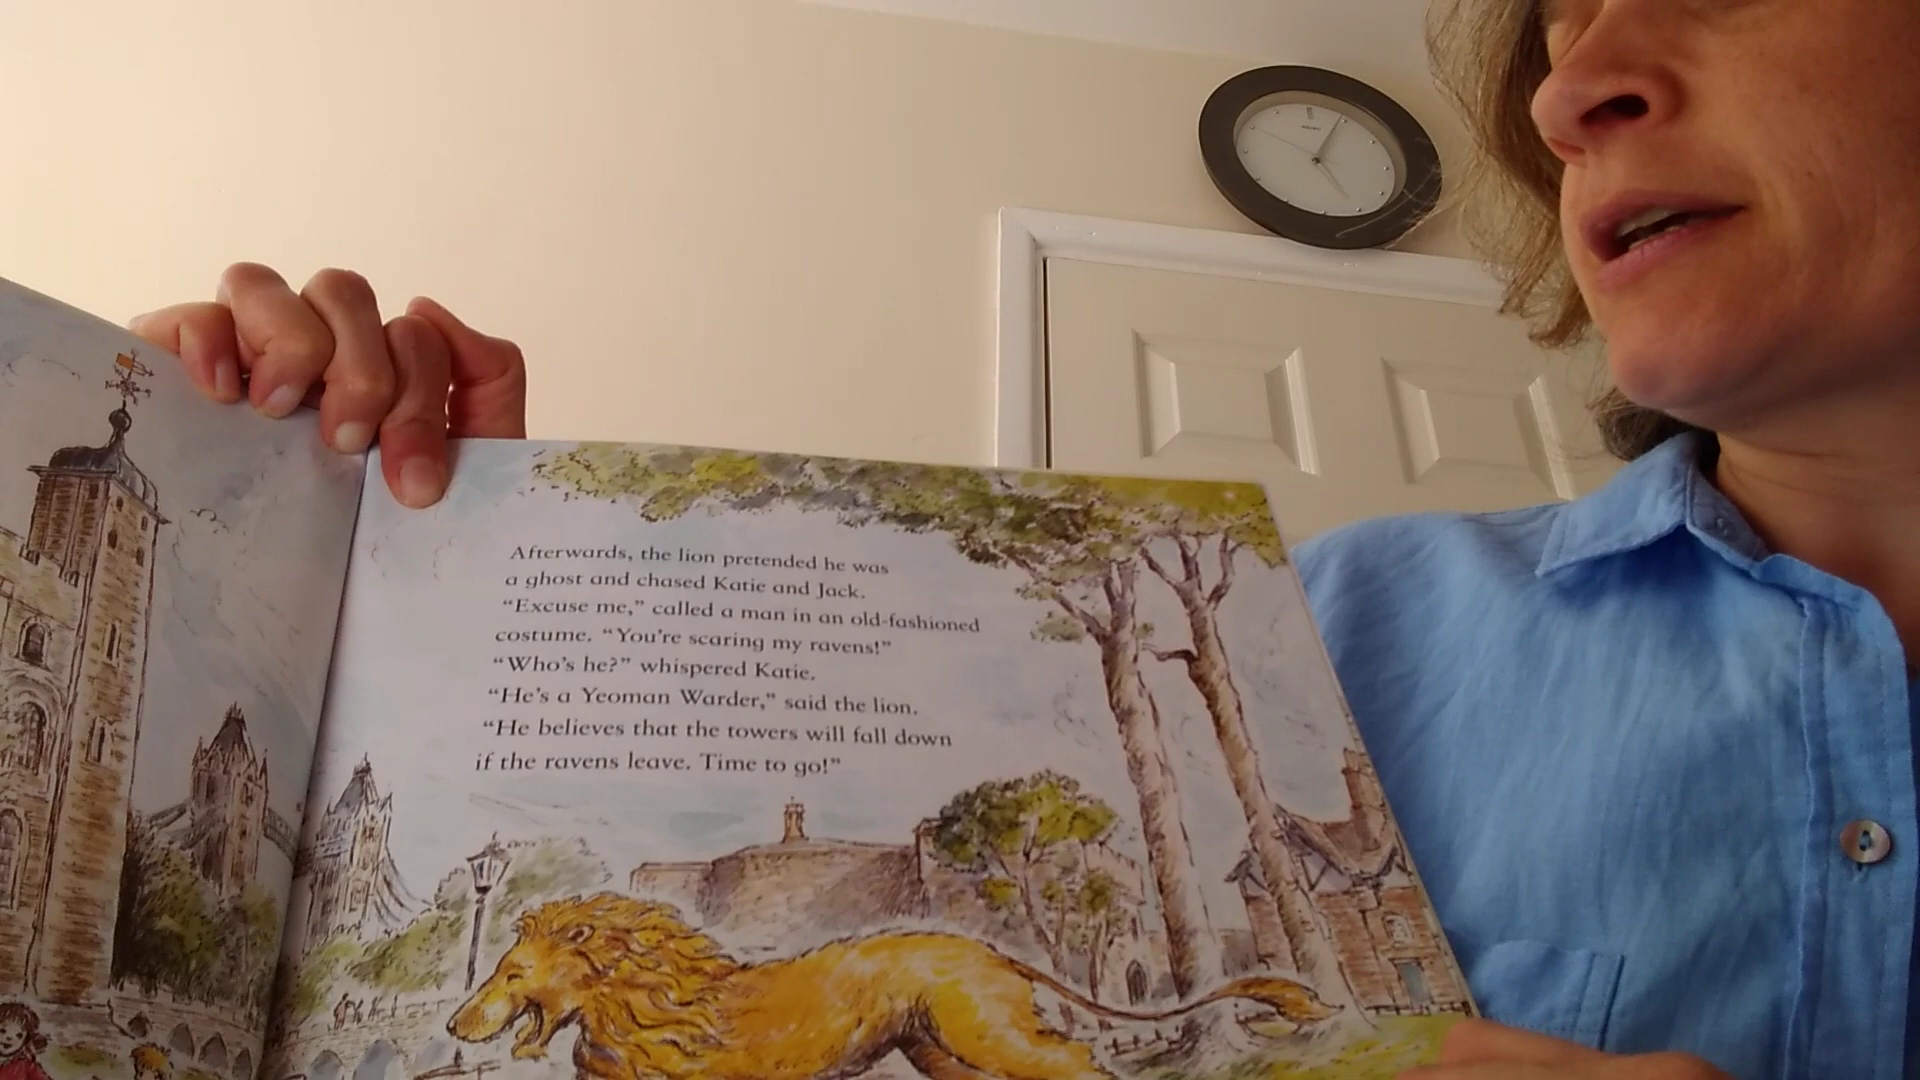 Afterwards, the lion pretended he was
a ghost and chased Katie and Jack.
“Excuse me,” called a man in an old-fashioned
costume. “You’re scaring my ravens!”
“Who’s he?” whispered Katie.
“He’s a Yeoman Warder,” said the lion.
“He believes that the towers will fall down
if the ravens leave. Time to go!”